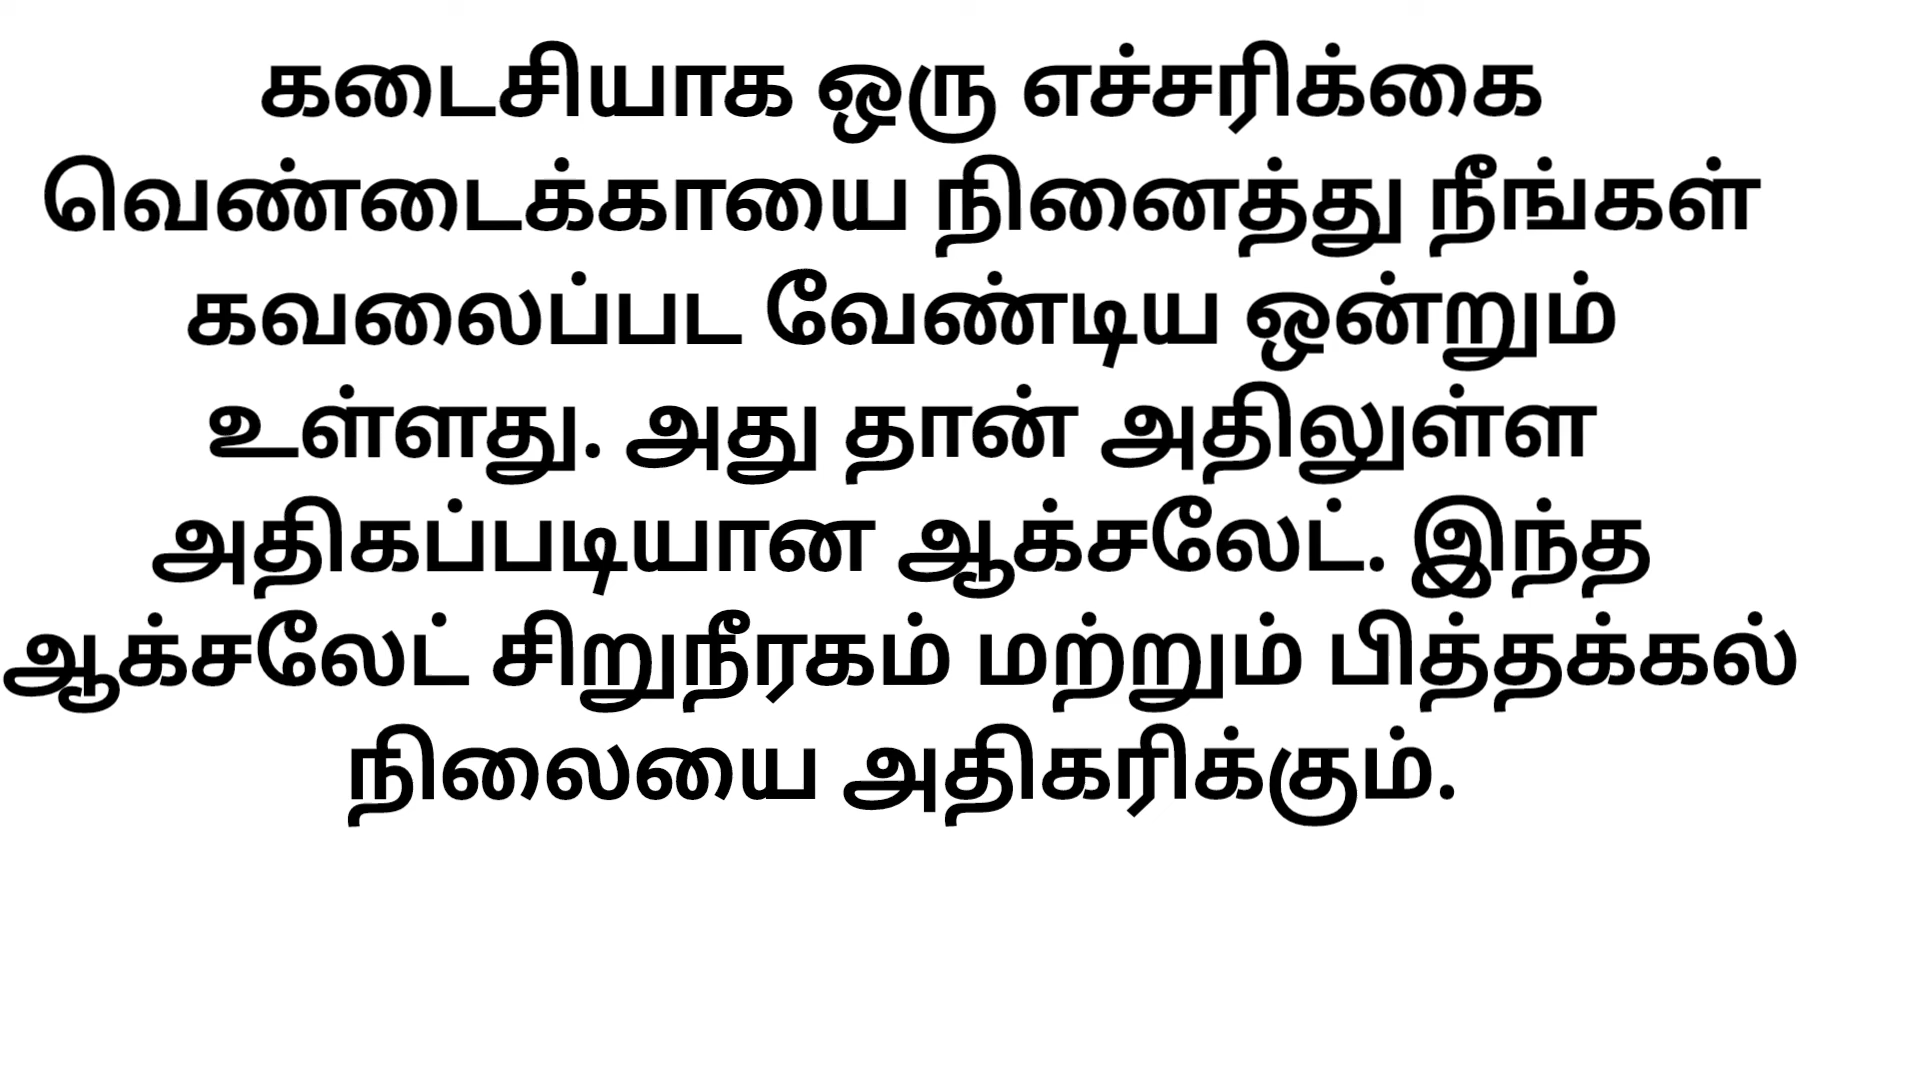 கடைசியாக ஒரு எச்சரிக்கை
வெண்டைக்காயை நினைத்து நீங்கள்
கவலைப்பட வேண்டிய ஒன்றும்
உள்ளது. அது தான் அதிலுள்ள
அதிகப்படியான ஆக்சலேட். இந்த
ஆக்சலேட் சிறுநீரகம் மற்றும் பித்தக்கல்
நிலையை அதிகரிக்கும்.